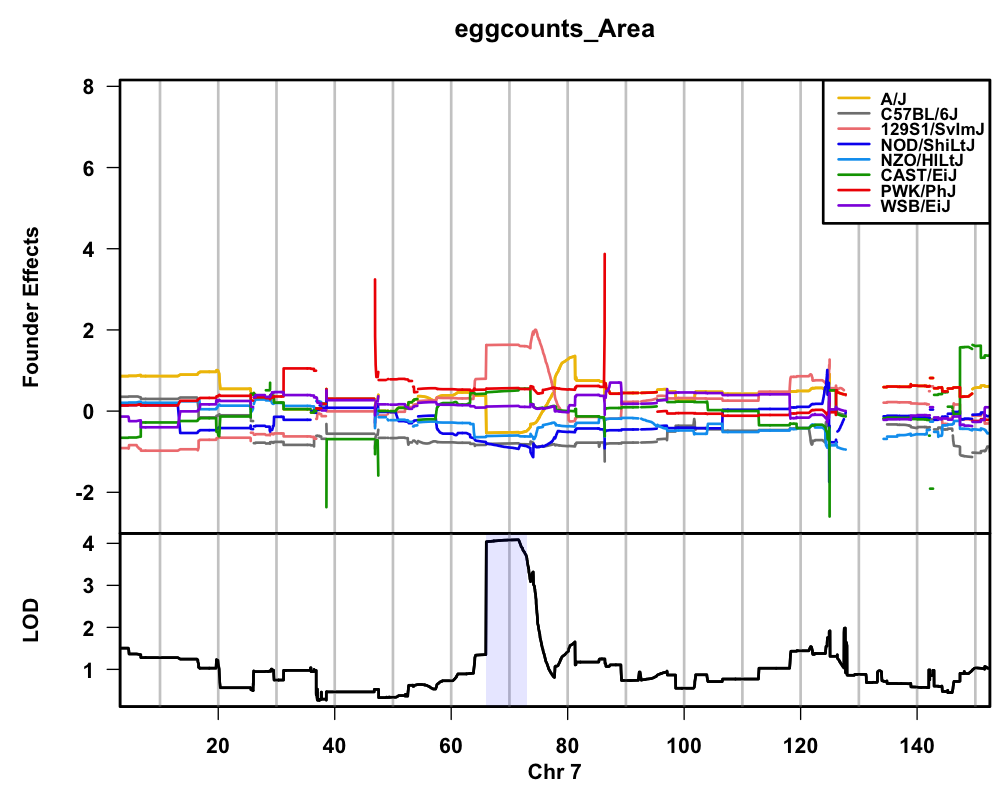 eggcounts_Area
8
6
4
2
0
-2
Founder Effects
A/J
C57BL/6J
129S1/SvImJ
NOD/ShiLtJ
NZO/HILtJ
CAST/EiJ
PWK/PhJ
WSB/EiJ
4
3
2
1
LOD
20 40 60 80 100 120 140
Chr 7